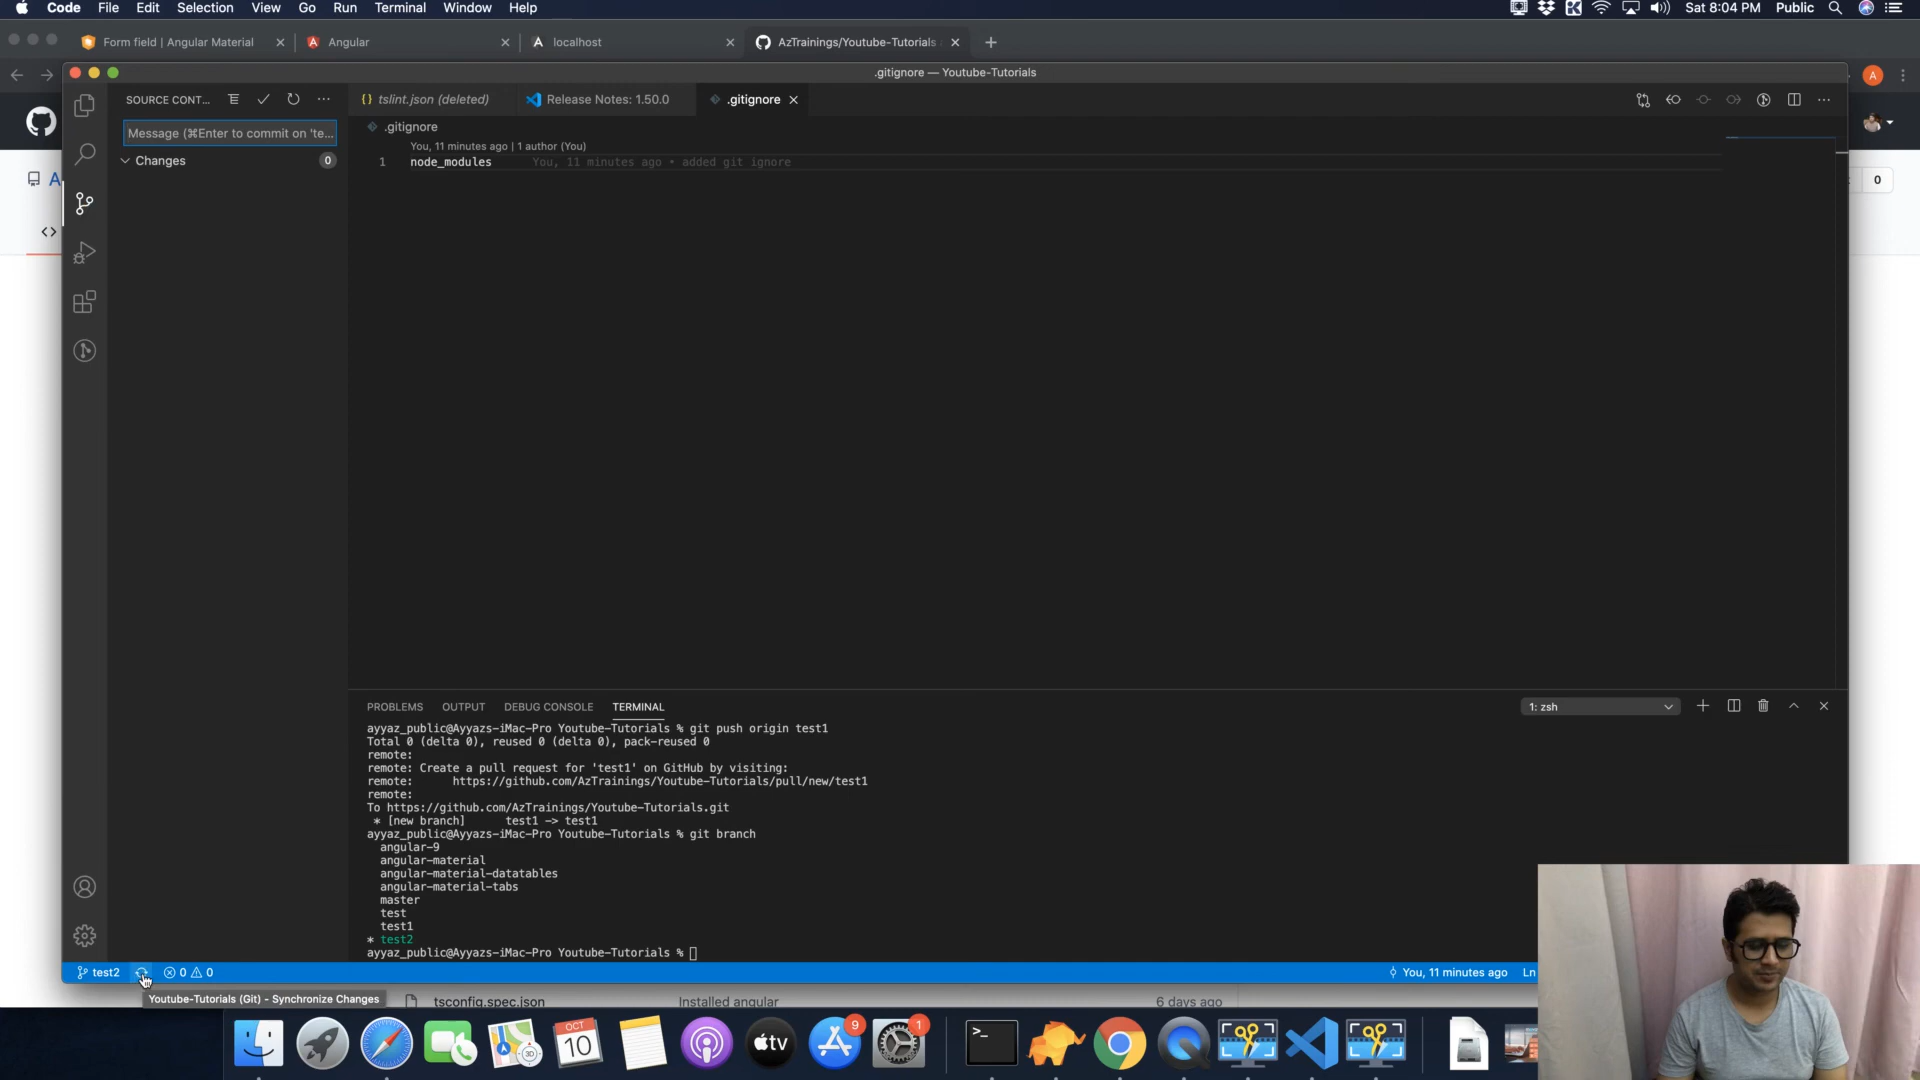 Code File Edit Selection View Go Run Terminal Window Help Sat 8:04 PM Public
Form field | Angular Material Angular localhost AzTrainings/Youtube-Tutorials
.gitignore — Youtube-Tutorials
A
SOURCE CONT... tslint.json (deleted) Release Notes: 1.50.0 .gitignore
Message (⌘Enter to commit on 'te...
.gitignore
You, 11 minutes ago | 1 author (You)
Changes 0
1 node_modules You, 11 minutes ago • added git ignore
A 0
PROBLEMS OUTPUT DEBUG CONSOLE TERMINAL 1: zsh
ayyaz_public@Ayyazs-iMac-Pro Youtube-Tutorials % git push origin test1
Total 0 (delta 0), reused 0 (delta 0), pack-reused 0
remote:
remote: Create a pull request for 'test1' on GitHub by visiting:
remote: https://github.com/AzTrainings/Youtube-Tutorials/pull/new/test1
remote:
To https://github.com/AzTrainings/Youtube-Tutorials.git
* [new branch] test1 -> test1
ayyaz_public@Ayyazs-iMac-Pro Youtube-Tutorials % git branch
angular-9
angular-material
angular-material-datatables
angular-material-tabs
master
test
test1
* test2
ayyaz_public@Ayyazs-iMac-Pro Youtube-Tutorials %
test2 0 0 You, 11 minutes ago Ln
Youtube-Tutorials (Git) - Synchronize Changes
tsconfig.spec.json Installed angular 6 days ago
OCT
10
tv
9
1